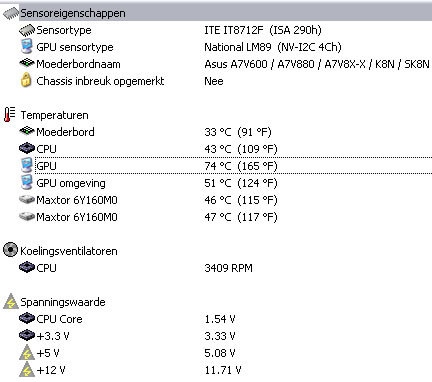 Sensoreigenschappen
Sensortype ITE IT8712F (ISA 290h)
GPU sensortype National LM89 (NV-I2C 4Ch)
Moederbordnaam Asus A7V600 / A7V880 / A7V8X-X / K8N / SK8N
Chassis inbreuk opgemerkt Nee
Temperaturen
Moederbord 33 °C (91 °F)
CPU 43 °C (109 °F)
GPU 74 °C (165 °F)
GPU omgeving 51 °C (124 °F)
Maxtor 6Y160M0 46 °C (115 °F)
Maxtor 6Y160M0 47 °C (117 °F)
Koelingsventilatoren
CPU 3409 RPM
Spanningswaarde
CPU Core 1.54 V
+3.3 V 3.33 V
+5 V 5.08 V
+12 V 11.71 V